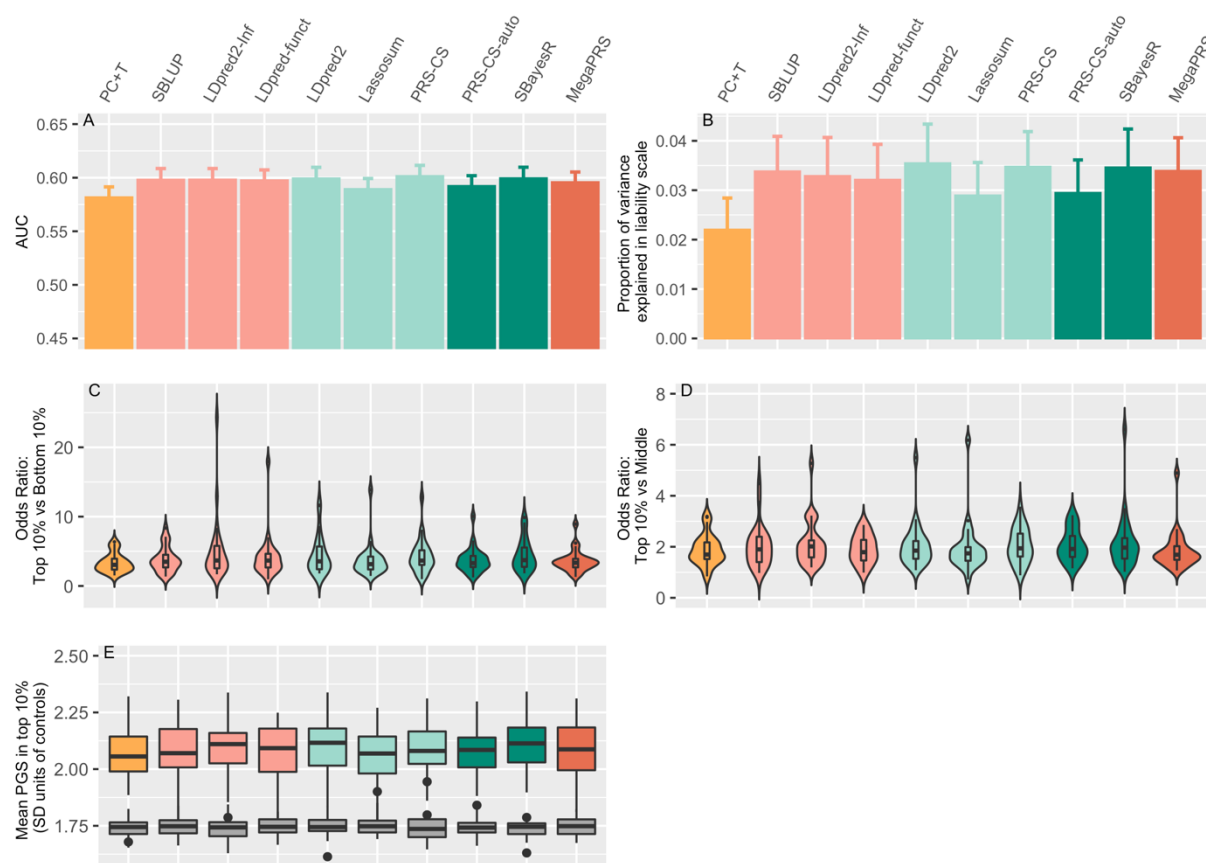 PC+T
SBLUP
LDpred2-Inf
LDpred-funct
LDpred2
Lassosum
PRS-CS
PRS-CS-auto
SBayesR
MegaPRS
PC+T
SBLUP
LDpred2-Inf
LDpred-funct
LDpred2
Lassosum
PRS-CS
PRS-CS-auto
SBayesR
MegaPRS
A
0.65
0.60
0.55
0.50
0.45
AUC
B
0.04
0.03
0.02
0.01
0.00
Proportion of variance
explained in liability scale
C
20
10
0
Odds Ratio:
Top 10% vs Bottom 10%
D
8
6
4
2
0
Odds Ratio:
Top 10% vs Middle
E
2.50
2.25
2.00
1.75
Mean PGS in top 10%
(SD units of controls)